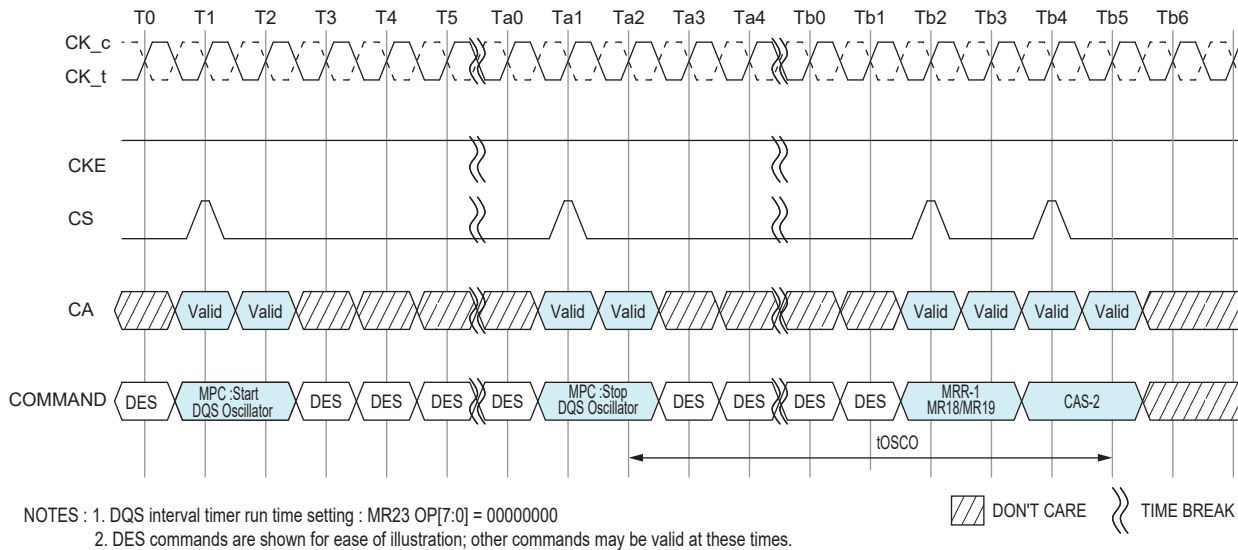 T0 T1 T2 T3 T4 T5 Ta0 Ta1 Ta2 Ta3 Ta4 Tb0 Tb1 Tb2 Tb3 Tb4 Tb5 Tb6
CK_c
CK_t
CKE
CS
CA Valid Valid Valid Valid Valid Valid Valid Valid
COMMAND DES MPC :Start DQS Oscillator DES DES DES DES MPC :Stop DQS Oscillator DES DES DES DES MRR-1 MR18/MR19 CAS-2
tOSCO
DON'T CARE TIME BREAK
NOTES : 1. DQS interval timer run time setting : MR23 OP[7:0] = 00000000
2. DES commands are shown for ease of illustration; other commands may be valid at these times.